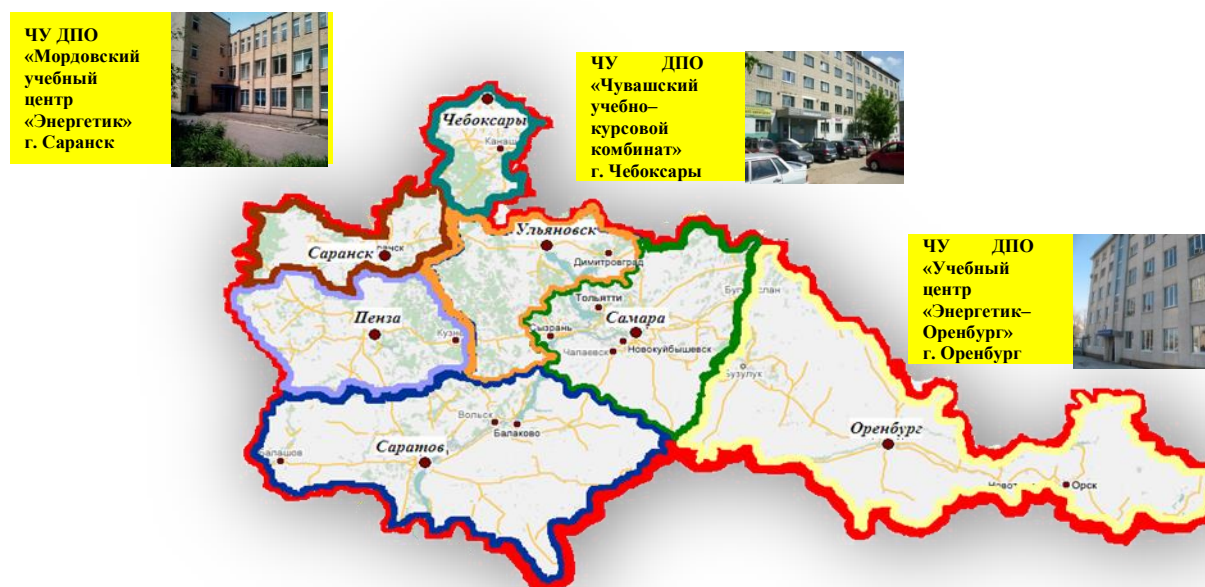 ЧУ ДПО
«Мордовский
учебный
центр
«Энергетик»
г. Саранск
ЧУ ДПО
«Чувашский
учебно–
курсовой
комбинат»
г. Чебоксары
ЧУ ДПО
«Учебный
центр
«Энергетик–
Оренбург»
г. Оренбург
Чебоксары
Канаш
Ульяновск
Димитровград
Саранск
Тольятти
Самара
Сызрань
Новокуйбышевск
Чапаевск
Пенза
Бузулук
Вольск
Балаково
Саратов
Оренбург
Орск